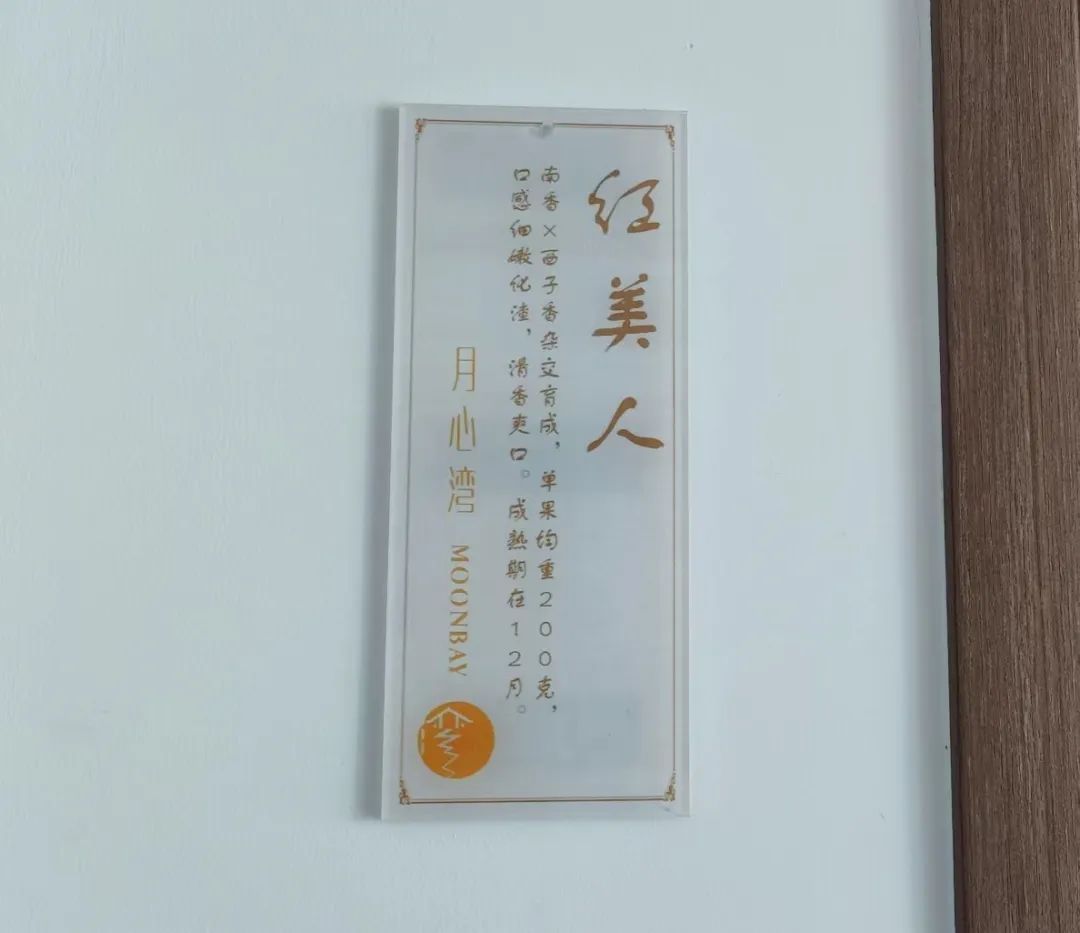 红美人
南香×西子香杂交育成，单果均重200克，
口感细嫩化渣，滑香爽口。成熟期在12月。
月心湾 MOONBAY